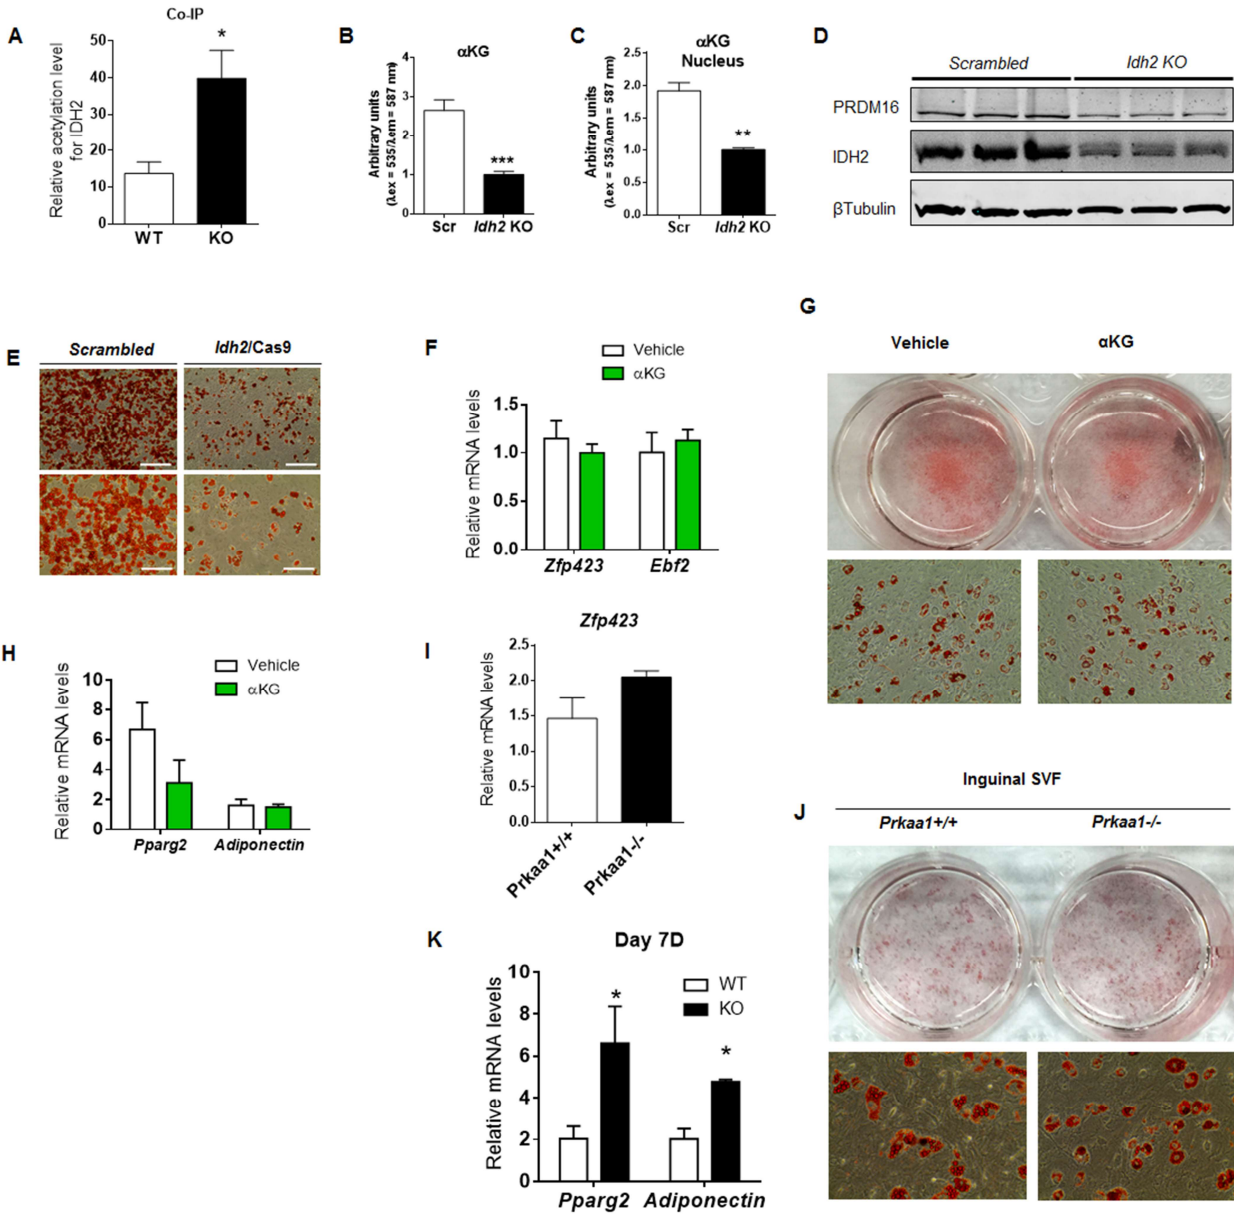 A
Co-IP
Relative acetylation level
for IDH2
50
40
30
20
10
0
*
WT
KO
B
αKG
Arbitrary units
(λex = 535/λem = 587 nm)
4
3
2
1
0
***
Scr
Idh2 KO
C
αKG
Nucleus
Arbitrary units
(λex = 535/λem = 587 nm)
2.5
2.0
1.5
1.0
0.5
0.0
**
Scr
Idh2 KO
D
Scrambled
Idh2 KO
PRDM16
IDH2
βTubulin
E
Scrambled
Idh2/Cas9
F
Vehicle
αKG
Relative mRNA levels
1.5
1.0
0.5
0.0
Zfp423
Ebf2
G
Vehicle
αKG
H
Vehicle
αKG
Relative mRNA levels
10
8
6
4
2
0
Pparg2
Adiponectin
I
Zfp423
Relative mRNA levels
2.5
2.0
1.5
1.0
0.5
0.0
Prkaa1+/+
Prkaa1-/-
J
Inguinal SVF
Prkaa1+/+
Prkaa1-/-
K
Day 7D
WT
KO
Relative mRNA levels
10
8
6
4
2
0
*
*
Pparg2
Adiponectin